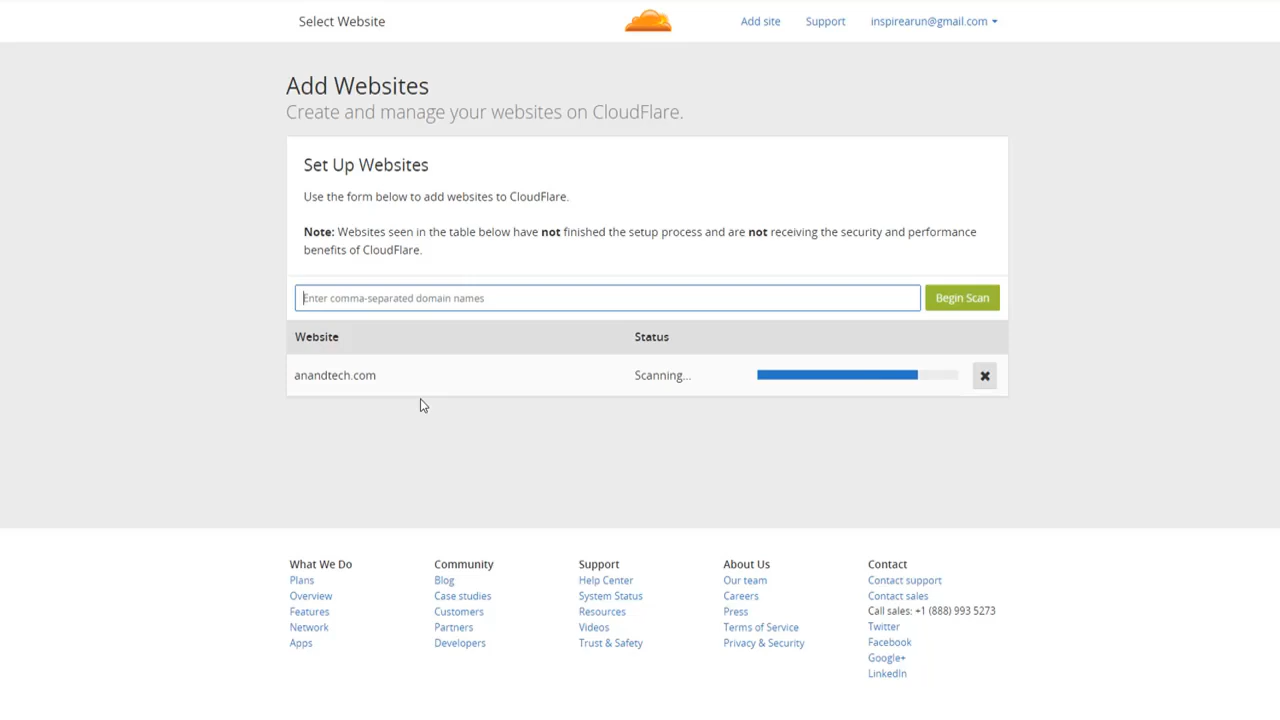 Select Website
Add site
Support
inspirearun@gmail.com
Add Websites
Create and manage your websites on CloudFlare.
Set Up Websites
Use the form below to add websites to CloudFlare.
Note: Websites seen in the table below have not finished the setup process and are not receiving the security and performance
benefits of CloudFlare.
Enter comma-separated domain names
Begin Scan
Website
Status
anandtech.com
Scanning...
What We Do
Plans
Overview
Features
Network
Apps
Community
Blog
Case studies
Customers
Partners
Developers
Support
Help Center
System Status
Resources
Videos
Trust & Safety
About Us
Our team
Careers
Press
Terms of Service
Privacy & Security
Contact
Contact support
Contact sales
Call sales: +1 (888) 993 5273
Twitter
Facebook
Google+
LinkedIn